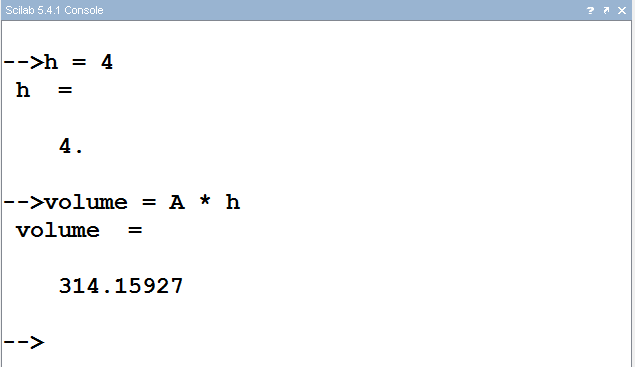 Scilab 5.4.1 Console
? ↗ ✕
-->h = 4
h =
4.
-->volume = A * h
volume =
314.15927
-->